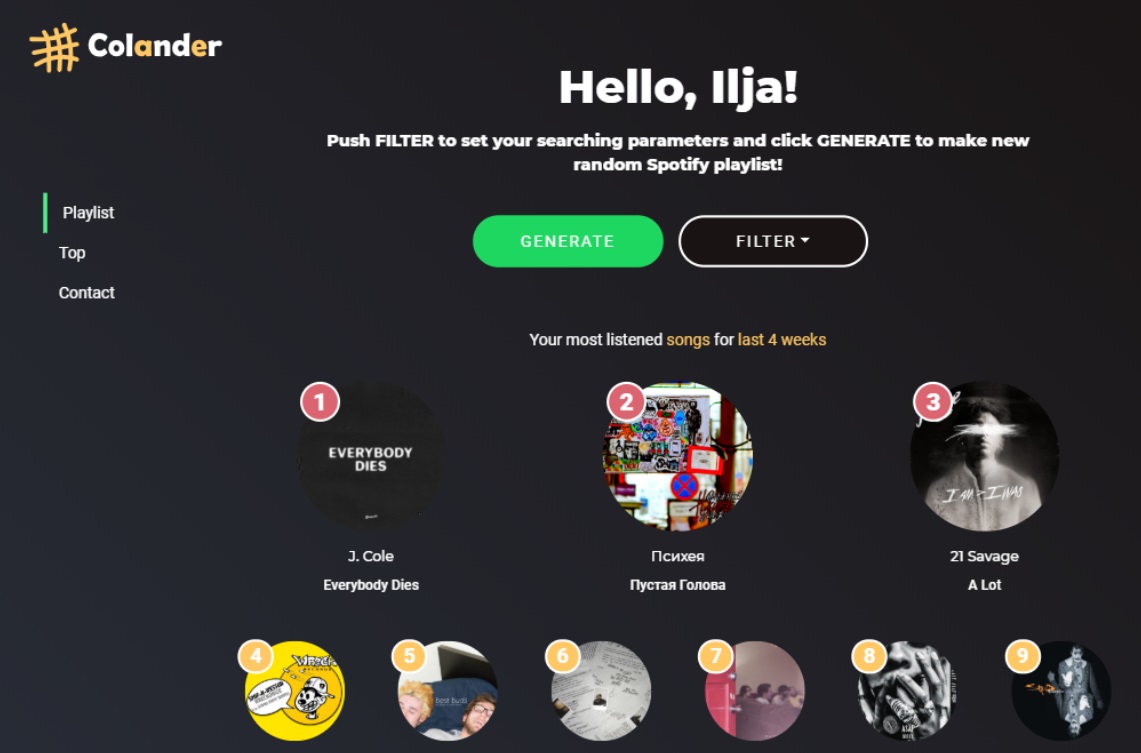 Colander
Hello, Ilja!
Push FILTER to set your searching parameters and click GENERATE to make new
random Spotify playlist!
Playlist
Top
Contact
GENERATE
FILTER
Your most listened songs for last 4 weeks
1
2
3
EVERYBODY
DIES
I AM > I WAS
J. Cole
Психея
21 Savage
Everybody Dies
Пустая Голова
A Lot
4
5
6
7
8
9
best buds